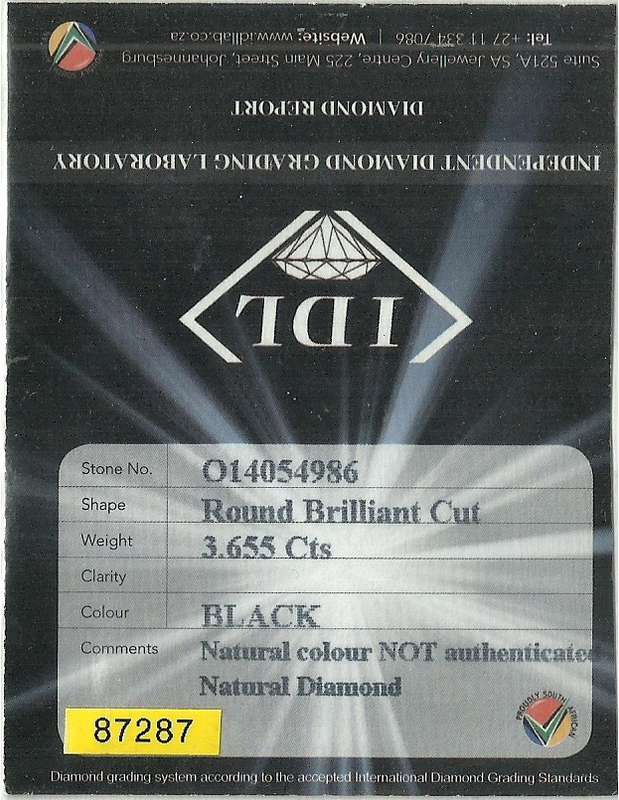 Tel: + 27 11 334 7086 | Website: www.idllab.co.za
Suite 521A, SA Jewellery Centre, 225 Main Street, Johannesburg
DIAMOND REPORT
INDEPENDENT DIAMOND GRADING LABORATORY
IDL
Stone No. O14054986
Shape Round Brilliant Cut
Weight 3.655 Cts
Clarity
Colour BLACK
Comments Natural colour NOT authenticated
Natural Diamond
PROUDLY SOUTH AFRICAN
87287
Diamond grading system according to the accepted International Diamond Grading Standards